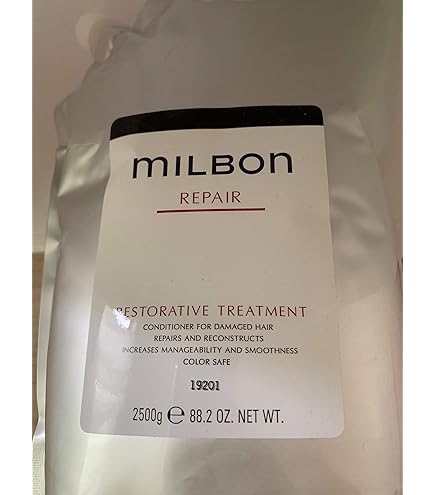 MILBON
REPAIR
RESTORATIVE TREATMENT
CONDITIONER FOR DAMAGED HAIR
REPAIRS AND RECONSTRUCTS
INCREASES MANAGEABILITY AND SMOOTHNESS
COLOR SAFE
19201
2500g ℮ 88.2 OZ. NET WT.